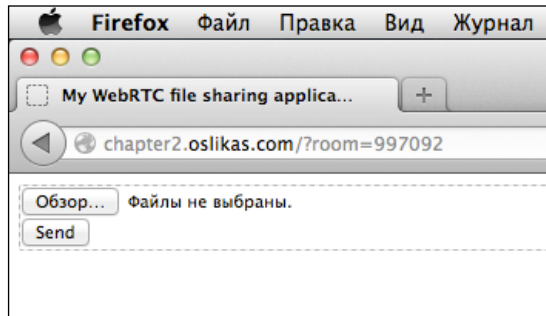 Firefox Файл Правка Вид Журнал
My WebRTC file sharing applica...
chapter2.oslikas.com/?room=997092
Обзор... Файлы не выбраны.
Send